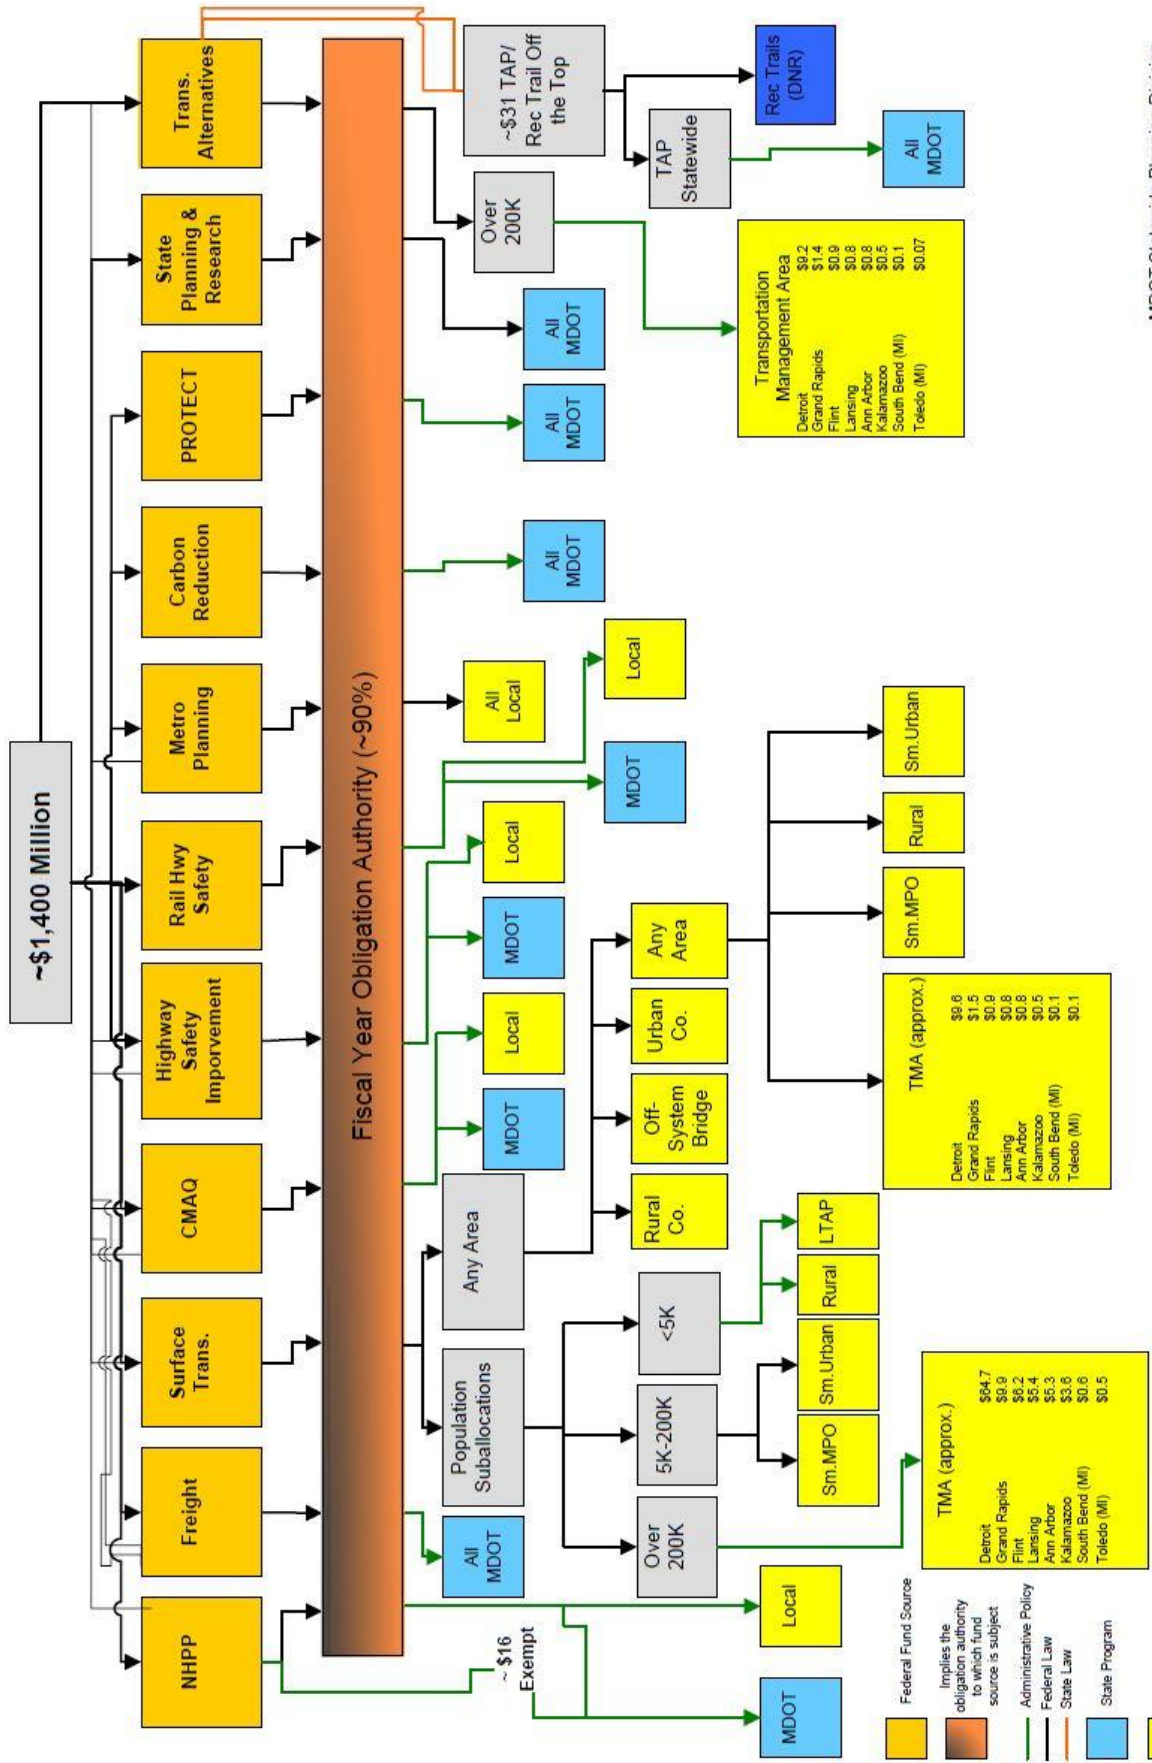 ~$1,400 Million
NHPP
Freight
Surface
Trans.
CMAQ
Highway
Safety
Imporvement
Rail Hwy
Safety
Metro
Planning
Carbon
Reduction
PROTECT
State
Planning &
Research
Trans.
Alternatives
Fiscal Year Obligation Authority (~90%)
~ $16
Exempt
MDOT
Local
All
MDOT
Population
Suballocations
Any Area
Over
200K
5K-200K
<5K
Sm.MPO
Sm.Urban
Rural
LTAP
TMA (approx.)
Detroit $64.7
Grand Rapids $9.9
Flint $6.2
Lansing $5.4
Ann Arbor $5.3
Kalamazoo $3.6
South Bend (MI) $0.6
Toledo (MI) $0.5
Rural
Co.
Off-
System
Bridge
Urban
Co.
Any
Area
TMA (approx.)
Detroit $9.6
Grand Rapids $1.5
Flint $0.9
Lansing $0.8
Ann Arbor $0.8
Kalamazoo $0.5
South Bend (MI) $0.1
Toledo (MI) $0.1
Sm.MPO
Rural
Sm.Urban
MDOT
Local
MDOT
Local
MDOT
Local
All
Local
All
MDOT
All
MDOT
All
MDOT
Over
200K
Transportation
Management Area
Detroit $9.2
Grand Rapids $1.4
Flint $0.9
Lansing $0.8
Ann Arbor $0.8
Kalamazoo $0.5
South Bend (MI) $0.1
Toledo (MI) $0.07
~$31 TAP/
Rec Trail Off
the Top
TAP
Statewide
Rec Trails
(DNR)
All
MDOT
Federal Fund Source
Implies the
obligation authority
to which fund
source is subject
Administrative Policy
Federal Law
State Law
State Program